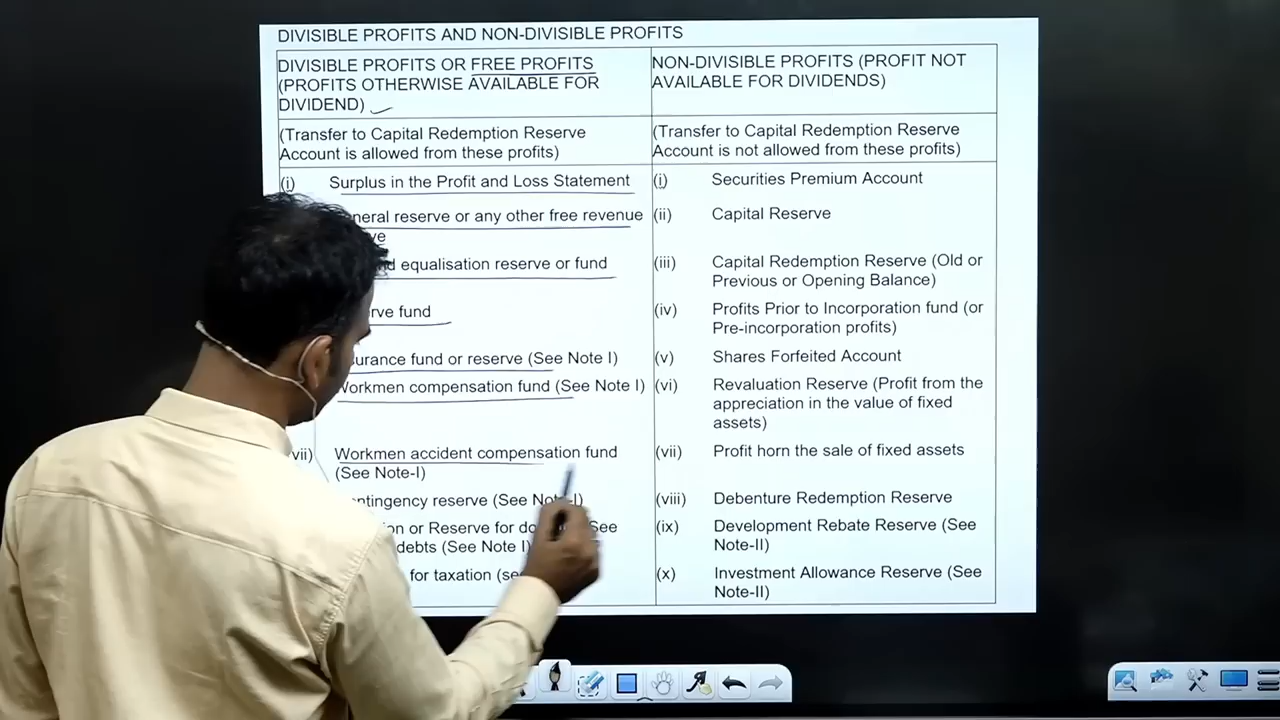 DIVISIBLE PROFITS AND NON-DIVISIBLE PROFITS
DIVISIBLE PROFITS OR FREE PROFITS
(PROFITS OTHERWISE AVAILABLE FOR
DIVIDEND)
NON-DIVISIBLE PROFITS (PROFIT NOT
AVAILABLE FOR DIVIDENDS)
(Transfer to Capital Redemption Reserve
Account is allowed from these profits)
(Transfer to Capital Redemption Reserve
Account is not allowed from these profits)
(i) Surplus in the Profit and Loss Statement
reserve or any other free revenue
equalisation reserve or fund
fund
fund or reserve (See Note I)
Workmen compensation fund (See Note I)
Workmen accident compensation fund
(See Note-I)
reserve (See
or Reserve for
debts (See Note I)
for taxation
(i) Securities Premium Account
(ii) Capital Reserve
(iii) Capital Redemption Reserve (Old or
Previous or Opening Balance)
(iv) Profits Prior to Incorporation fund (or
Pre-incorporation profits)
(v) Shares Forfeited Account
(vi) Revaluation Reserve (Profit from the
appreciation in the value of fixed
assets)
(vii) Profit horn the sale of fixed assets
(viii) Debenture Redemption Reserve
(ix) Development Rebate Reserve (See
Note-II)
(x) Investment Allowance Reserve (See
Note-II)